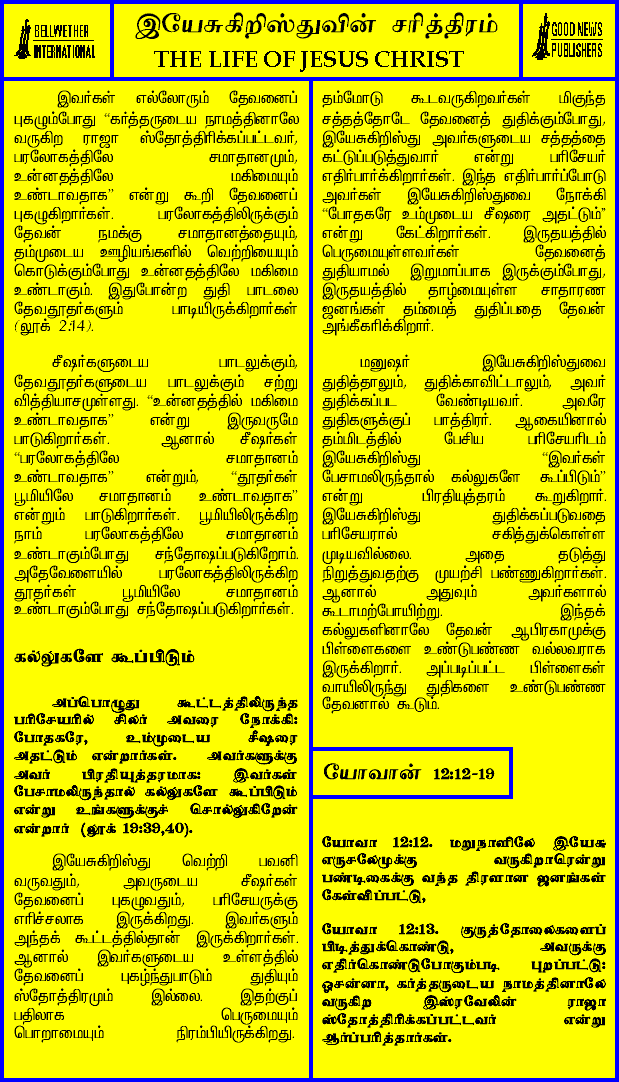 BELLWETHER
INTERNATIONAL
இயேசுகிறிஸ்துவின் சரித்திரம்
THE LIFE OF JESUS CHRIST
GOOD NEWS
PUBLISHERS
இவர்கள் எல்லோரும் தேவனைப்
புகழும்போது “கர்த்தருடைய நாமத்தினாலே
வருகிற ராஜா ஸ்தோத்திரிக்கப்பட்டவர்,
பரலோகத்திலே சமாதானமும்,
உன்னதத்திலே மகிமையும்
உண்டாவதாக” என்று கூறி தேவனைப்
புகழுகிறார்கள். பரலோகத்திலிருக்கும்
தேவன் நமக்கு சமாதானத்தையும்,
தம்முடைய ஊழியங்களில் வெற்றியையும்
கொடுக்கும்போது உன்னதத்திலே மகிமை
உண்டாகும். இதுபோன்ற துதி பாடலை
தேவதூதர்களும் பாடியிருக்கிறார்கள்
(லூக் 2:14).
சீஷர்களுடைய பாடலுக்கும்,
தேவதூதர்களுடைய பாடலுக்கும் சற்று
வித்தியாசமுள்ளது. “உன்னதத்தில் மகிமை
உண்டாவதாக” என்று இருவருமே
பாடுகிறார்கள். ஆனால் சீஷர்கள்
“பரலோகத்திலே சமாதானம்
உண்டாவதாக” என்றும், “தூதர்கள்
பூமியிலே சமாதானம் உண்டாவதாக”
என்றும் பாடுகிறார்கள். பூமியிலிருக்கிற
நாம் பரலோகத்திலே சமாதானம்
உண்டாகும்போது சந்தோஷப்படுகிறோம்.
அதேவேளையில் பரலோகத்திலிருக்கிற
தூதர்கள் பூமியிலே சமாதானம்
உண்டாகும்போது சந்தோஷப்படுகிறார்கள்.
கல்லுகளே கூப்பிடும்
அப்பொழுது கூட்டத்திலிருந்த
பரிசேயரில் சிலர் அவரை நோக்கி:
போதகரே, உம்முடைய சீஷரை
அதட்டும் என்றார்கள். அவர்களுக்கு
அவர் பிரதியுத்தரமாக: இவர்கள்
பேசாமலிருந்தால் கல்லுகளே கூப்பிடும்
என்று உங்களுக்குச் சொல்லுகிறேன்
என்றார் (லூக் 19:39,40).
இயேசுகிறிஸ்து வெற்றி பவனி
வருவதும், அவருடைய சீஷர்கள்
தேவனைப் புகழுவதும், பரிசேயருக்கு
எரிச்சலாக இருக்கிறது. இவர்களும்
அந்தக் கூட்டத்தில்தான் இருக்கிறார்கள்.
ஆனால் இவர்களுடைய உள்ளத்தில்
தேவனைப் புகழ்ந்துபாடும் துதியும்
ஸ்தோத்திரமும் இல்லை. இதற்குப்
பதிலாக பெருமையும்
பொறாமையும் நிரம்பியிருக்கிறது.
தம்மோடு கூடவருகிறவர்கள் மிகுந்த
சத்தத்தோடே தேவனைத் துதிக்கும்போது,
இயேசுகிறிஸ்து அவர்களுடைய சத்தத்தை
கட்டுப்படுத்துவார் என்று பரிசேயர்
எதிர்பார்க்கிறார்கள். இந்த எதிர்பார்ப்போடு
அவர்கள் இயேசுகிறிஸ்துவை நோக்கி
“போதகரே உம்முடைய சீஷரை அதட்டும்”
என்று கேட்கிறார்கள். இருதயத்தில்
பெருமையுள்ளவர்கள் தேவனைத்
துதியாமல் இறுமாப்பாக இருக்கும்போது,
இருதயத்தில் தாழ்மையுள்ள சாதாரண
ஜனங்கள் தம்மைத் துதிப்பதை தேவன்
அங்கீகரிக்கிறார்.
மனுஷர் இயேசுகிறிஸ்துவை
துதித்தாலும், துதிக்காவிட்டாலும், அவர்
துதிக்கப்பட வேண்டியவர். அவரே
துதிகளுக்குப் பாத்திரர். ஆகையினால்
தம்மிடத்தில் பேசிய பரிசேயரிடம்
இயேசுகிறிஸ்து “இவர்கள்
பேசாமலிருந்தால் கல்லுகளே கூப்பிடும்”
என்று பிரதியுத்தரம் கூறுகிறார்.
இயேசுகிறிஸ்து துதிக்கப்படுவதை
பரிசேயரால் சகித்துக்கொள்ள
முடியவில்லை. அதை தடுத்து
நிறுத்துவதற்கு முயற்சி பண்ணுகிறார்கள்.
ஆனால் அதுவும் அவர்களால்
கூடாமற்போயிற்று. இந்தக்
கல்லுகளினாலே தேவன் ஆபிரகாமுக்கு
பிள்ளைகளை உண்டுபண்ண வல்லவராக
இருக்கிறார். அப்படிப்பட்ட பிள்ளைகள்
வாயிலிருந்து துதிகளை உண்டுபண்ண
தேவனால் கூடும்.
யோவான் 12:12-19
யோவா 12:12. மறுநாளிலே இயேசு
எருசலேமுக்கு வருகிறாரென்று
பண்டிகைக்கு வந்த திரளான ஜனங்கள்
கேள்விப்பட்டு,
யோவா 12:13. குருத்தோலைகளைப்
பிடித்துக்கொண்டு, அவருக்கு
எதிர்கொண்டுபோகும்படி புறப்பட்டு:
ஓசன்னா, கர்த்தருடைய நாமத்தினாலே
வருகிற இஸ்ரவேலின் ராஜா
ஸ்தோத்திரிக்கப்பட்டவர் என்று
ஆர்ப்பரித்தார்கள்.